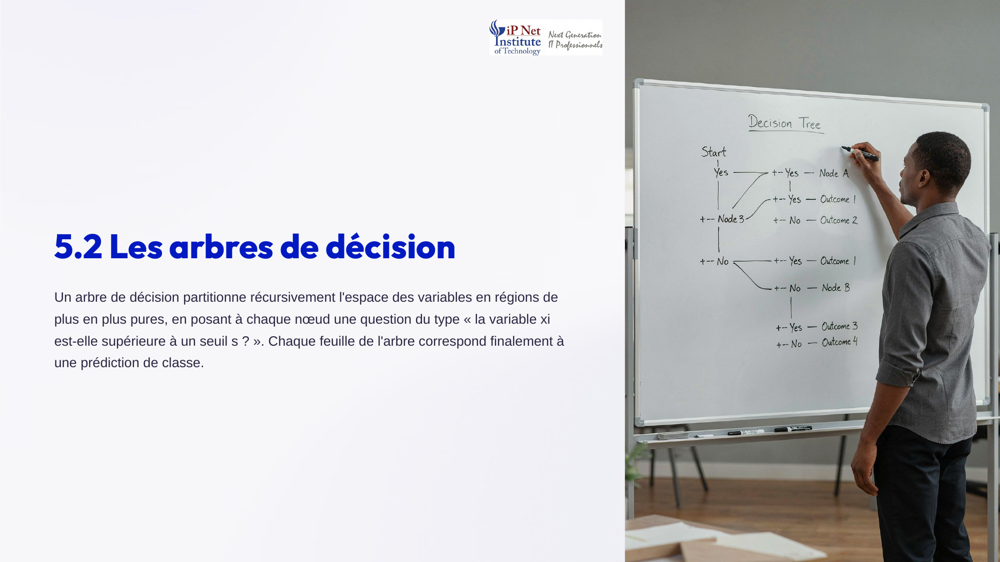 iP Net
Institute
of Technology
Next Generation
IT Professionnels
5.2 Les arbres de décision
Un arbre de décision partitionne récursivement l'espace des variables en régions de
plus en plus pures, en posant à chaque nœud une question du type « la variable xi
est-elle supérieure à un seuil s ? ». Chaque feuille de l'arbre correspond finalement à
une prédiction de classe.
Decision Tree
Start
Yes +- Yes — Node A
+-- Yes — Outcome 1
+-- Node 3 +-- No — Outcome 2
+-- No +-- Yes — Outcome 1
+-- No — Node B
+-- Yes — Outcome 3
+-- No — Outcome 4